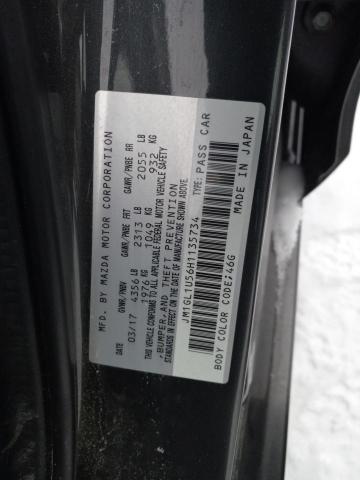 MFD. BY MAZDA MOTOR CORPORATION
DATE GVWR/PNBV GAWR/PNBE FRT GAWR/PNBE RR
03/17 4356 LB 2313 LB 2055 LB
1976 KG 1049 KG 932 KG
THIS VEHICLE CONFORMS TO ALL APPLICABLE FEDERAL MOTOR VEHICLE SAFETY
,BUMPER,AND THEFT PREVENTION
STANDARDS IN EFFECT ON THE DATE OF MANUFACTURE SHOWN ABOVE.
JM1GL1U56H1135734 TYPE: PASS CAR
BODY COLOR CODE;46G MADE IN JAPAN